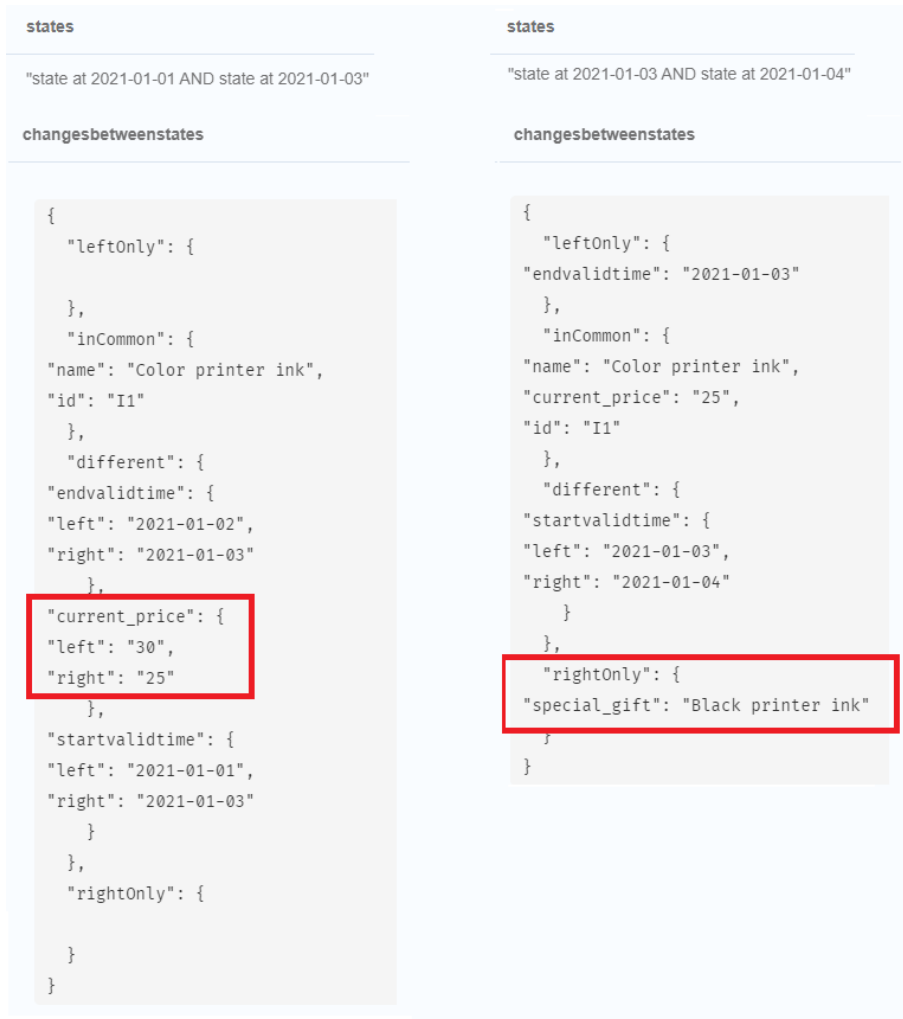 states
"state at 2021-01-01 AND state at 2021-01-03"
changesbetweenstates
{
"leftOnly": {
},
"inCommon": {
"name": "Color printer ink",
"id": "I1"
},
"different": {
"endvalidtime": {
"left": "2021-01-02",
"right": "2021-01-03"
},
"current_price": {
"left": "30",
"right": "25"
},
"startvalidtime": {
"left": "2021-01-01",
"right": "2021-01-03"
}
},
"rightOnly": {
}
}
states
"state at 2021-01-03 AND state at 2021-01-04"
changesbetweenstates
{
"leftOnly": {
"endvalidtime": "2021-01-03"
},
"inCommon": {
"name": "Color printer ink",
"current_price": "25",
"id": "I1"
},
"different": {
"startvalidtime": {
"left": "2021-01-03",
"right": "2021-01-04"
}
},
"rightOnly": {
"special_gift": "Black printer ink"
}
}